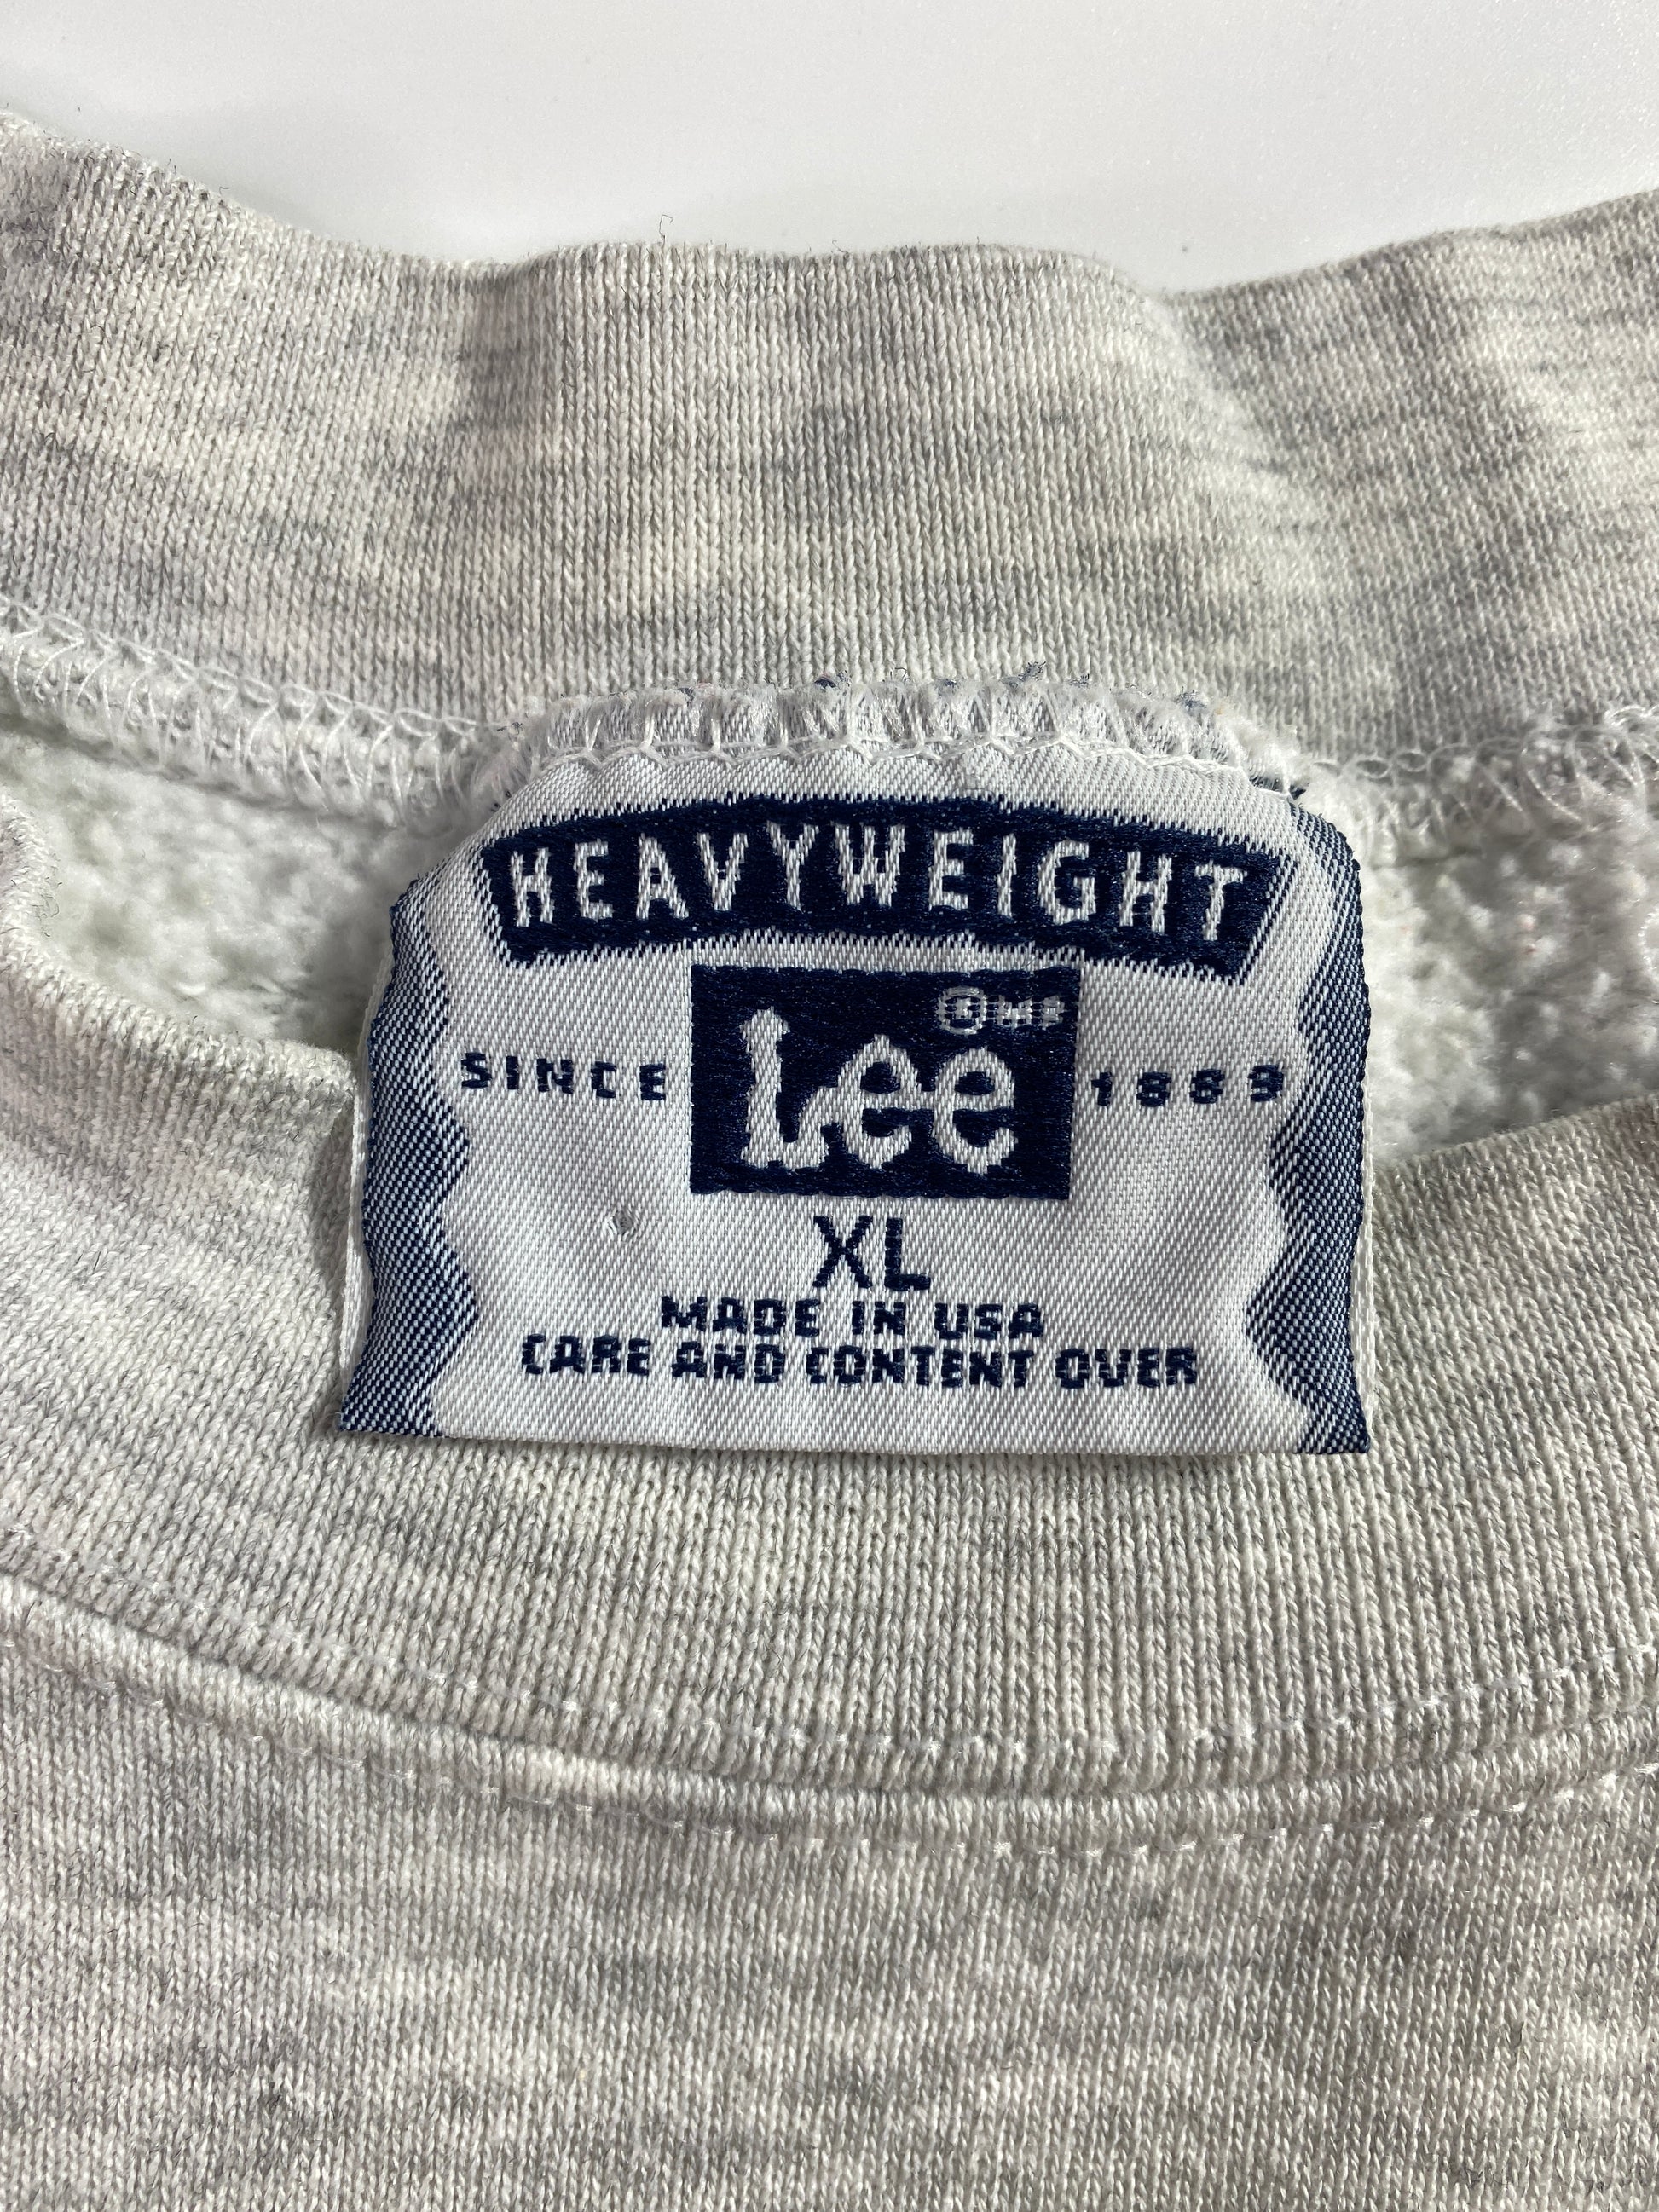 HEAVYWEIGHT
SINCE Lee ® 1889
XL
MADE IN USA
CARE AND CONTENT OVER